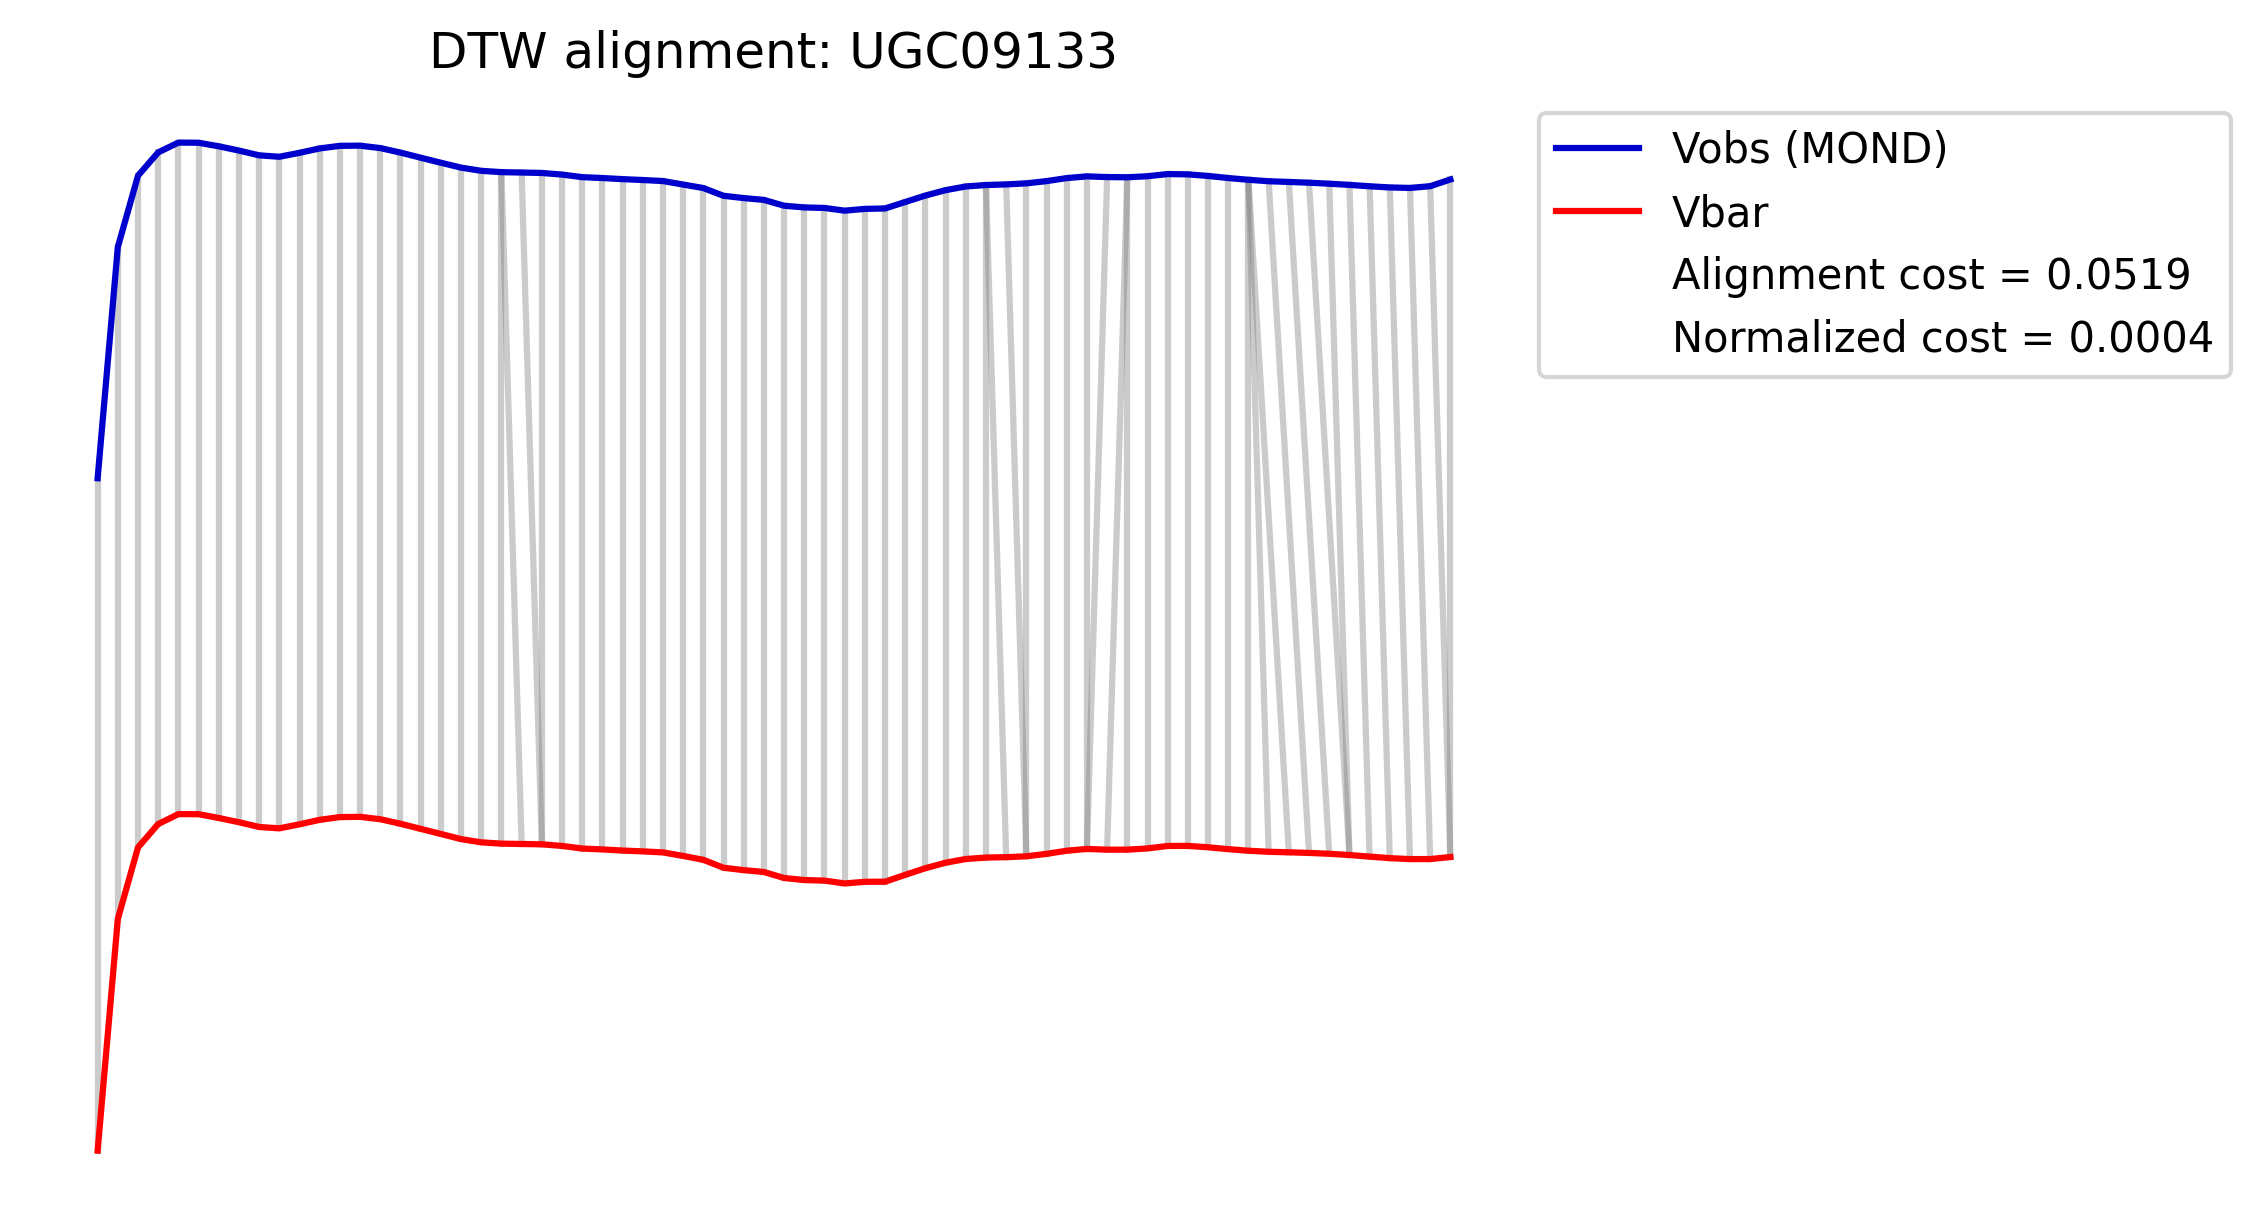 DTW alignment: UGC09133
Vobs (MOND)
Vbar
Alignment cost = 0.0519
Normalized cost = 0.0004